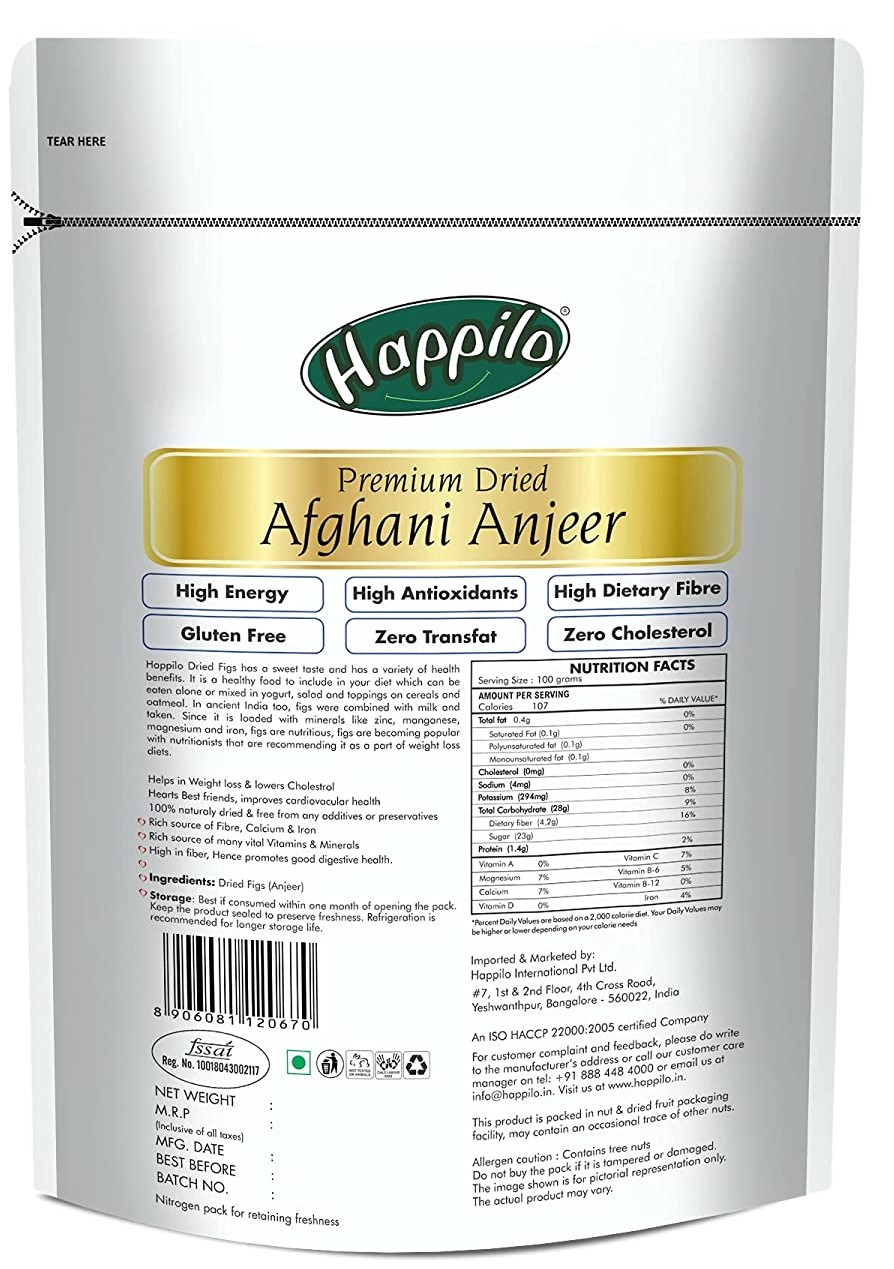 TEAR HERE
Happilo®
Premium Dried
Afghani Anjeer
High Energy
High Antioxidants
High Dietary Fibre
Gluten Free
Zero Transfat
Zero Cholesterol
Happilo Dried Figs has a sweet taste and has a variety of health
benefits. It is a healthy food to include in your diet which can be
eaten alone or mixed in yogurt, salad and toppings on cereals and
oatmeal. In ancient India too, figs were combined with milk and
taken. Since it is loaded with minerals like zinc, manganese,
magnesium and iron, figs are nutritious, figs are becoming popular
with nutritionists that are recommending it as a part of weight loss
diets.
Helps in Weight loss & lowers Cholestrol
Hearts Best friends, improves cardiovacular health
100% naturaly dried & free from any additives or preservatives
Rich source of Fibre, Calcium & Iron
Rich source of many vital Vitamins & Minerals
High in fiber, Hence promotes good digestive health.
Ingredients: Dried Figs (Anjeer)
Storage: Best if consumed within one month of opening the pack.
Keep the product sealed to preserve freshness. Refrigeration is
recommended for longer storage life.
8 906081 120670
fssai
Reg. No. 10018043002117
NOT TESTED ON ANIMALS
CHILD LABOUR FREE
NET WEIGHT :
M.R.P :
(Inclusive of all taxes)
MFG. DATE :
BEST BEFORE :
BATCH NO. :
Nitrogen pack for retaining freshness
NUTRITION FACTS
Serving Size : 100 grams
AMOUNT PER SERVING
Calories 107 % DAILY VALUE*
Total fat 0.4g 0%
Saturated Fat (0.1g) 0%
Polyunsaturated fat (0.1g)
Monounsaturated fat (0.1g)
Cholesterol (0mg) 0%
Sodium (4mg) 0%
Potassium (294mg) 8%
Total Carbohydrate (28g) 9%
Dietary fiber (4.2g) 16%
Sugar (23g)
Protein (1.4g) 2%
Vitamin A 0% Vitamin C 7%
Magnesium 7% Vitamin B-6 5%
Calcium 7% Vitamin B-12 0%
Vitamin D 0% Iron 4%
*Percent Daily Values are based on a 2,000 calorie diet. Your Daily Values may
be higher or lower depending on your calorie needs
Imported & Marketed by:
Happilo International Pvt Ltd.
#7, 1st & 2nd Floor, 4th Cross Road,
Yeshwanthpur, Bangalore - 560022, India
An ISO HACCP 22000:2005 certified Company
For customer complaint and feedback, please do write
to the manufacturer's address or call our customer care
manager on tel: +91 888 448 4000 or email us at
info@happilo.in. Visit us at www.happilo.in.
This product is packed in nut & dried fruit packaging
facility, may contain an occasional trace of other nuts.
Allergen caution : Contains tree nuts
Do not buy the pack if it is tampered or damaged.
The image shown is for pictorial representation only.
The actual product may vary.